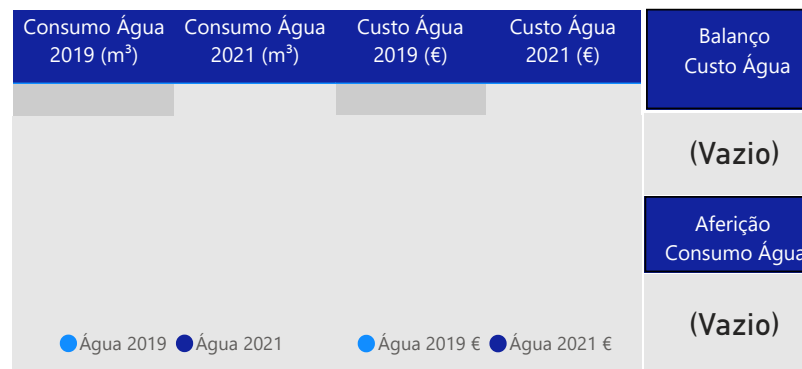 Consumo Água
2019 (m³)
Consumo Água
2021 (m³)
Custo Água
2019 (€)
Custo Água
2021 (€)
Balanço
Custo Água
(Vazio)
Aferição
Consumo Água
(Vazio)
Água 2019
Água 2021
Água 2019 €
Água 2021 €